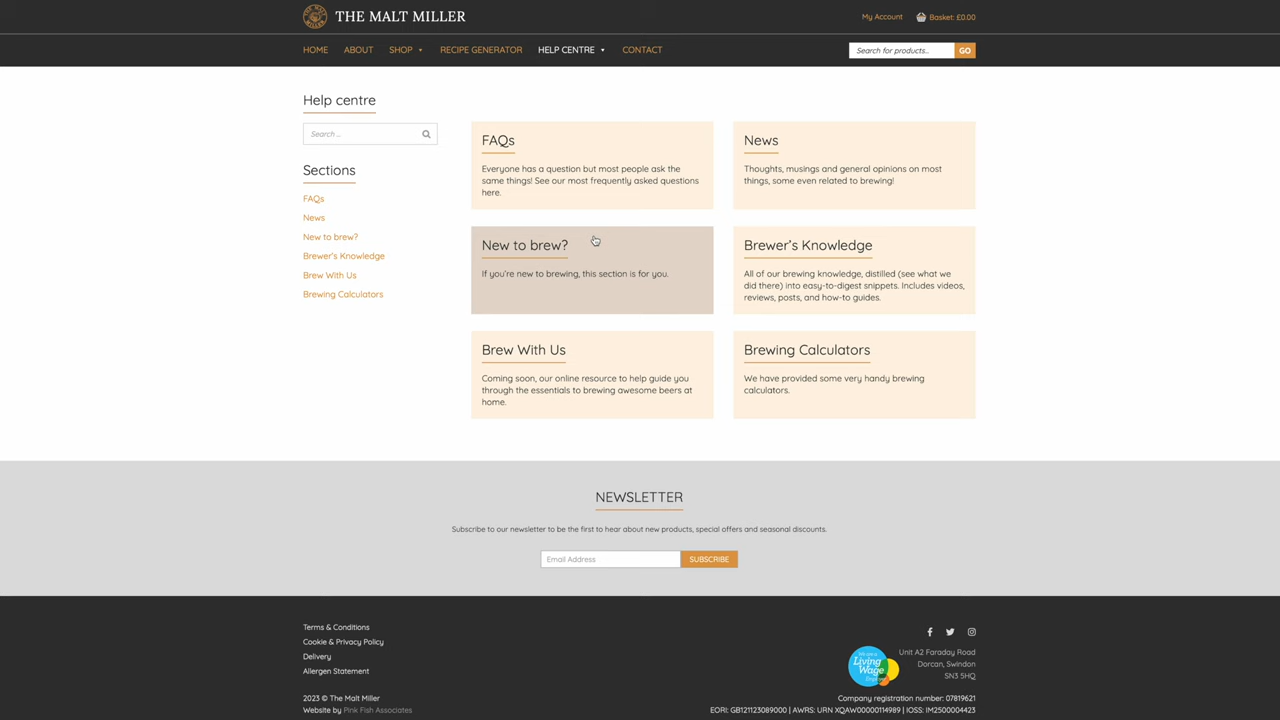 THE MALT MILLER
My Account
Basket: £0.00
HOME
ABOUT
SHOP
RECIPE GENERATOR
HELP CENTRE
CONTACT
Search for products...
GO
Help centre
Search ...
Sections
FAQs
News
New to brew?
Brewer's Knowledge
Brew With Us
Brewing Calculators
FAQs
Everyone has a question but most people ask the
same things! See our most frequently asked questions
here.
News
Thoughts, musings and general opinions on most
things, some even related to brewing!
New to brew?
If you're new to brewing, this section is for you.
Brewer's Knowledge
All of our brewing knowledge, distilled (see what we
did there) into easy-to-digest snippets. Includes videos,
reviews, posts, and how-to guides.
Brew With Us
Coming soon, our online resource to help guide you
through the essentials to brewing awesome beers at
home.
Brewing Calculators
We have provided some very handy brewing
calculators.
NEWSLETTER
Subscribe to our newsletter to be the first to hear about new products, special offers and seasonal discounts.
Email Address
SUBSCRIBE
Terms & Conditions
Cookie & Privacy Policy
Delivery
Allergen Statement
2023 © The Malt Miller
Website by Pink Fish Associates
Living
Wage
Unit A2 Faraday Road
Dorcan, Swindon
SN3 5HQ
Company registration number: 07819621
EORI: GB121123089000 | AWRS: URN XQAW00000114989 | IOSS: IM2500004423